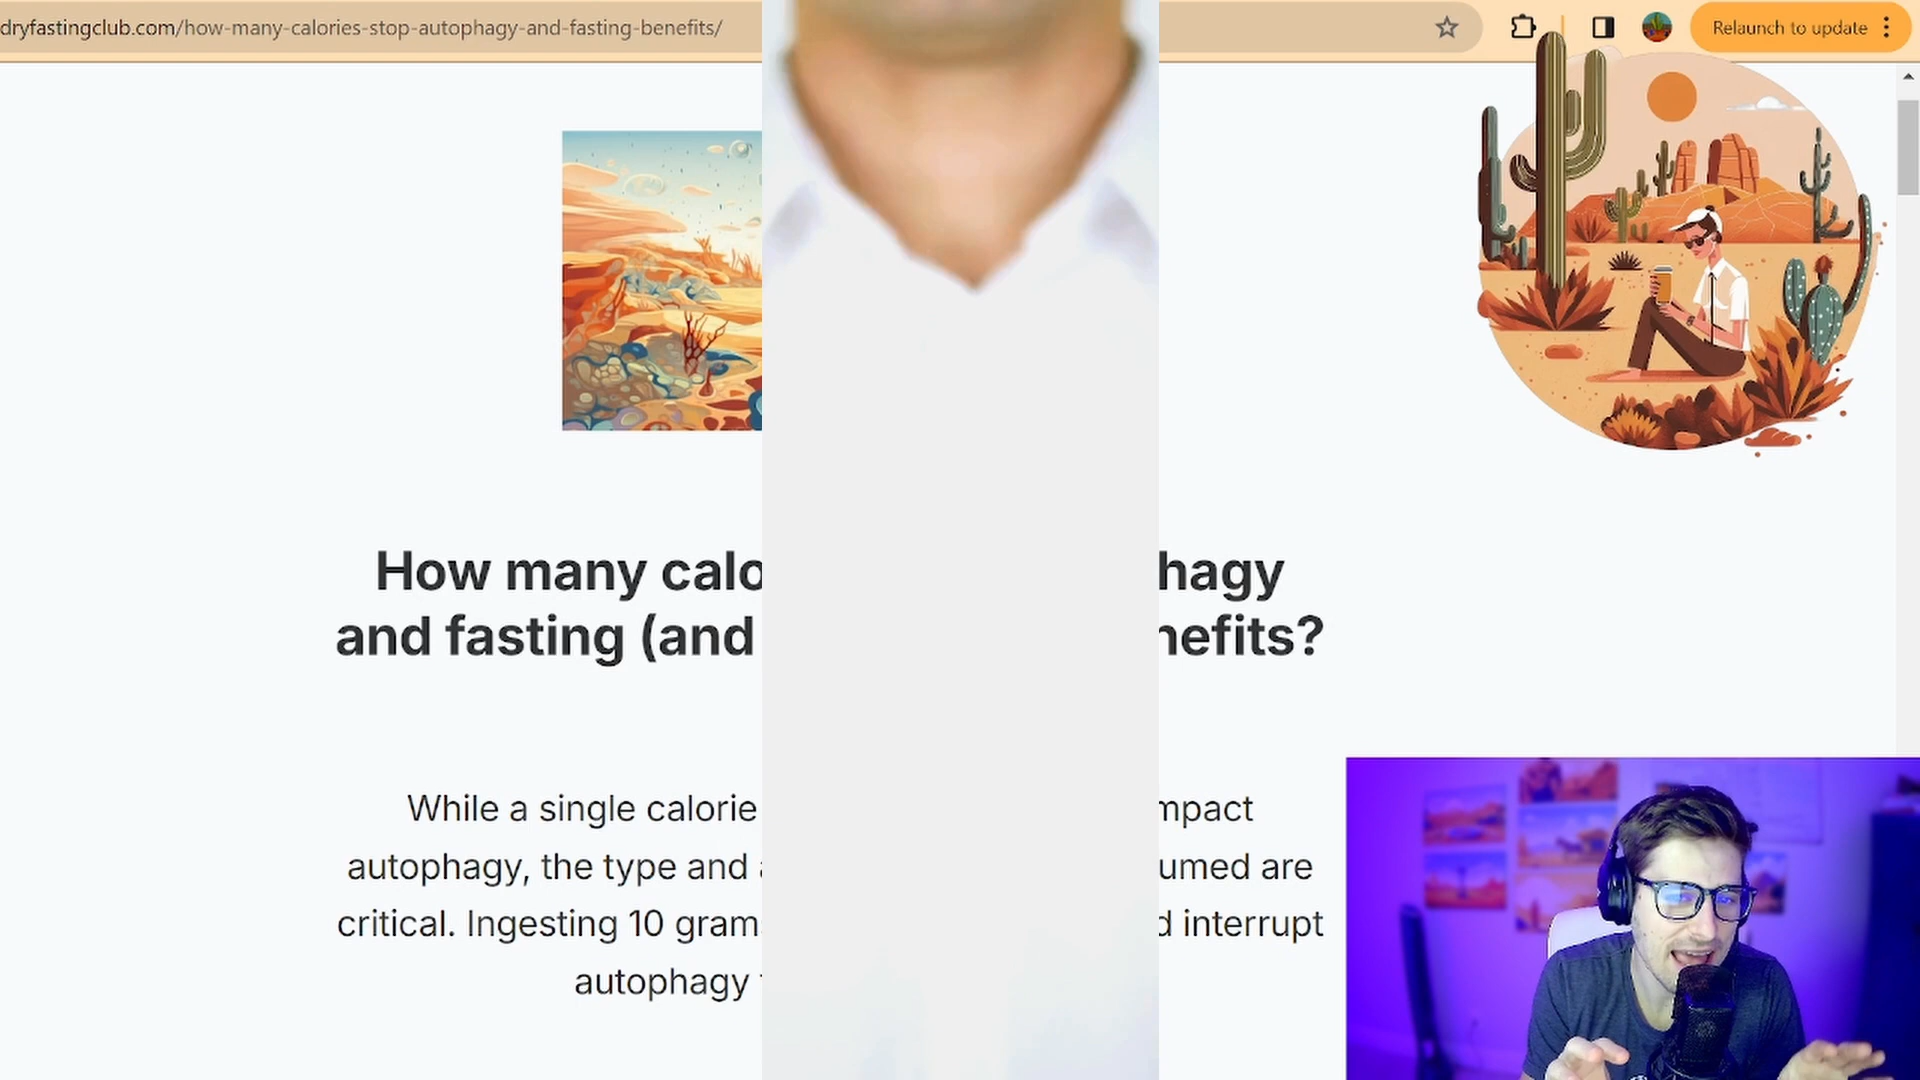 dryfastingclub.com/how-many-calories-stop-autophagy-and-fasting-benefits/
Relaunch to update
How many calo hagy
and fasting (and nefits?
While a single calorie mpact
autophagy, the type and umed are
critical. Ingesting 10 gram d interrupt
autophagy